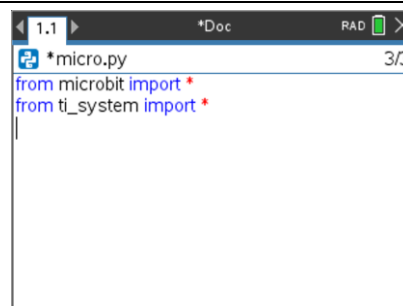 1.1 *Doc RAD
*micro.py 3/3
from microbit import *
from ti_system import *